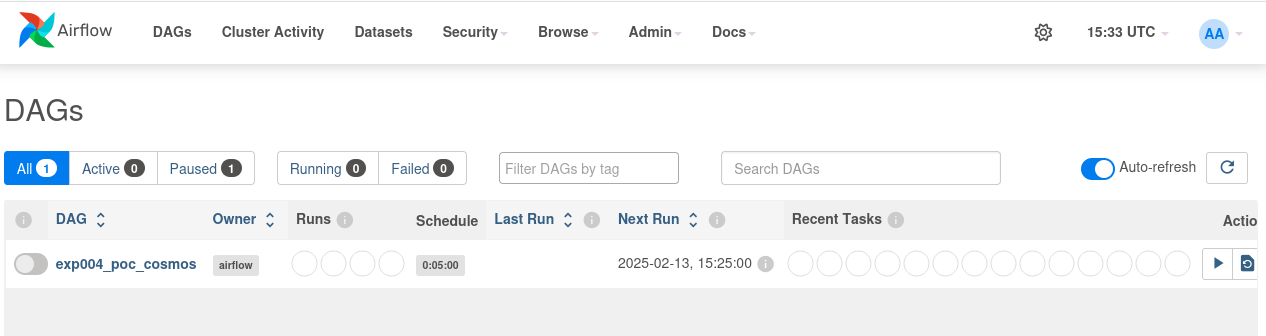 Airflow DAGs Cluster Activity Datasets Security Browse Admin Docs 15:33 UTC AA
DAGs
All 1 Active 0 Paused 1 Running 0 Failed 0 Filter DAGs by tag Search DAGs Auto-refresh
i DAG Owner Runs i Schedule Last Run i Next Run i Recent Tasks i Actio
exp004_poc_cosmos airflow 0:05:00 2025-02-13, 15:25:00 i